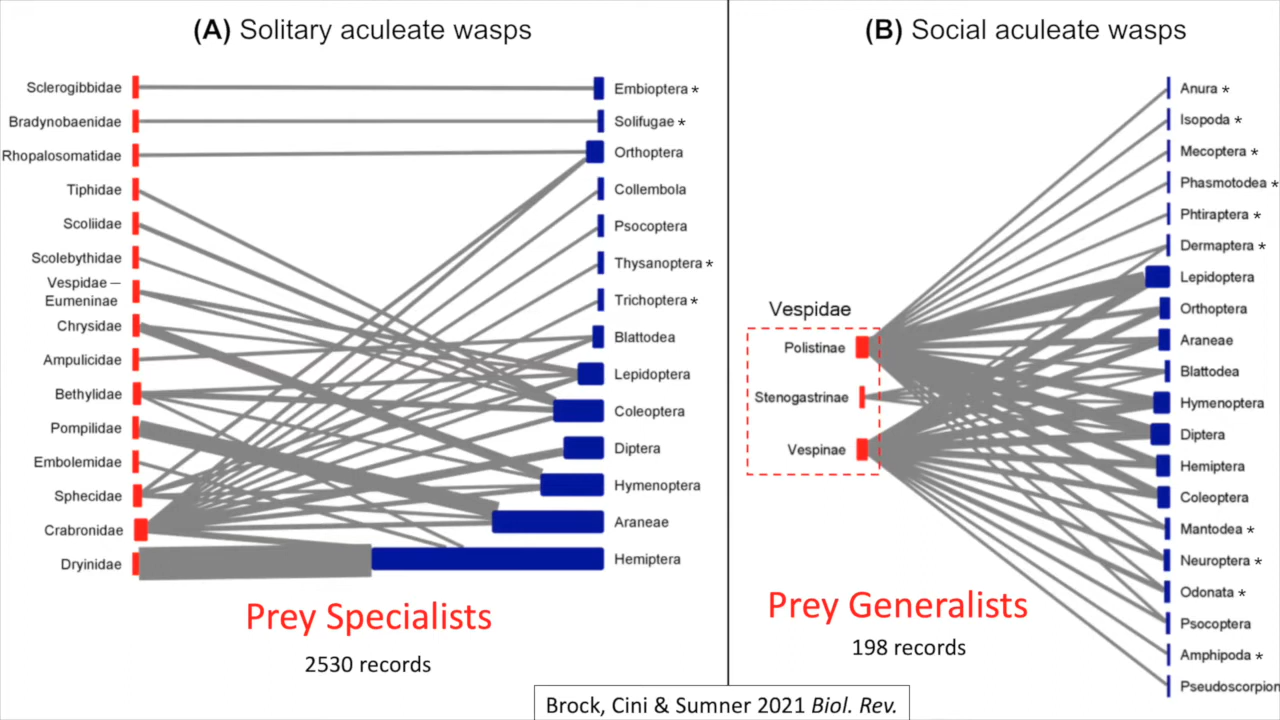 (A) Solitary aculeate wasps
Sclerogibbidae
Bradynobaenidae
Rhopalosomatidae
Tiphidae
Scoliidae
Scolebythidae
Vespidae –
Eumeninae
Chrysidae
Ampulicidae
Bethylidae
Pompilidae
Embolemidae
Sphecidae
Crabronidae
Dryinidae
Embioptera *
Solifugae *
Orthoptera
Collembola
Psocoptera
Thysanoptera *
Trichoptera *
Blattodea
Lepidoptera
Coleoptera
Diptera
Hymenoptera
Araneae
Hemiptera
Prey Specialists
2530 records
(B) Social aculeate wasps
Vespidae
Polistinae
Stenogastrinae
Vespinae
Anura *
Isopoda *
Mecoptera *
Phasmotodea *
Phtiraptera *
Dermaptera *
Lepidoptera
Orthoptera
Araneae
Blattodea
Hymenoptera
Diptera
Hemiptera
Coleoptera
Mantodea *
Neuroptera *
Odonata *
Psocoptera
Amphipoda *
Pseudoscorpion
Prey Generalists
198 records
Brock, Cini & Sumner 2021 Biol. Rev.